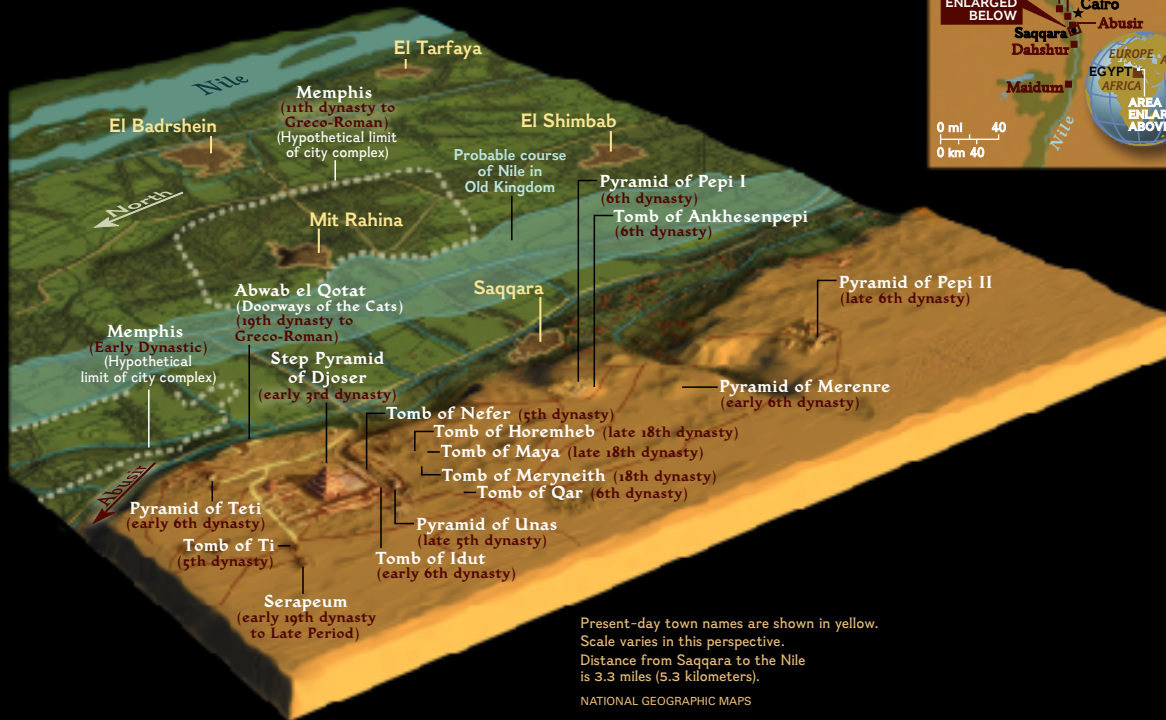 El Tarfaya
Nile
Memphis
(11th dynasty to
Greco-Roman)
(Hypothetical limit
of city complex)
El Badrshein
El Shimbab
Probable course
of Nile in
Old Kingdom
Pyramid of Pepi I
(6th dynasty)
Tomb of Ankhesenpepi
(6th dynasty)
North
Mit Rahina
Abwab el Qotat
(Doorways of the Cats)
(19th dynasty to
Greco-Roman)
Saqqara
Pyramid of Pepi II
(late 6th dynasty)
Memphis
(Early Dynastic)
(Hypothetical
limit of city complex)
Step Pyramid
of Djoser
(early 3rd dynasty)
Pyramid of Merenre
(early 6th dynasty)
Tomb of Nefer (5th dynasty)
Tomb of Horemheb (late 18th dynasty)
Tomb of Maya (late 18th dynasty)
Tomb of Meryneith (18th dynasty)
Tomb of Qar (6th dynasty)
Abusir
Pyramid of Teti
(early 6th dynasty)
Pyramid of Unas
(late 5th dynasty)
Tomb of Ti
(5th dynasty)
Tomb of Idut
(early 6th dynasty)
Serapeum
(early 19th dynasty
to Late Period)
ENLARGED
BELOW
Cairo
Abusir
Saqqara
Dahshur
Maidum
Nile
0 mi 40
0 km 40
EUROPE
EGYPT
AFRICA
AREA
ENLAR
ABOVE
Present-day town names are shown in yellow.
Scale varies in this perspective.
Distance from Saqqara to the Nile
is 3.3 miles (5.3 kilometers).
NATIONAL GEOGRAPHIC MAPS